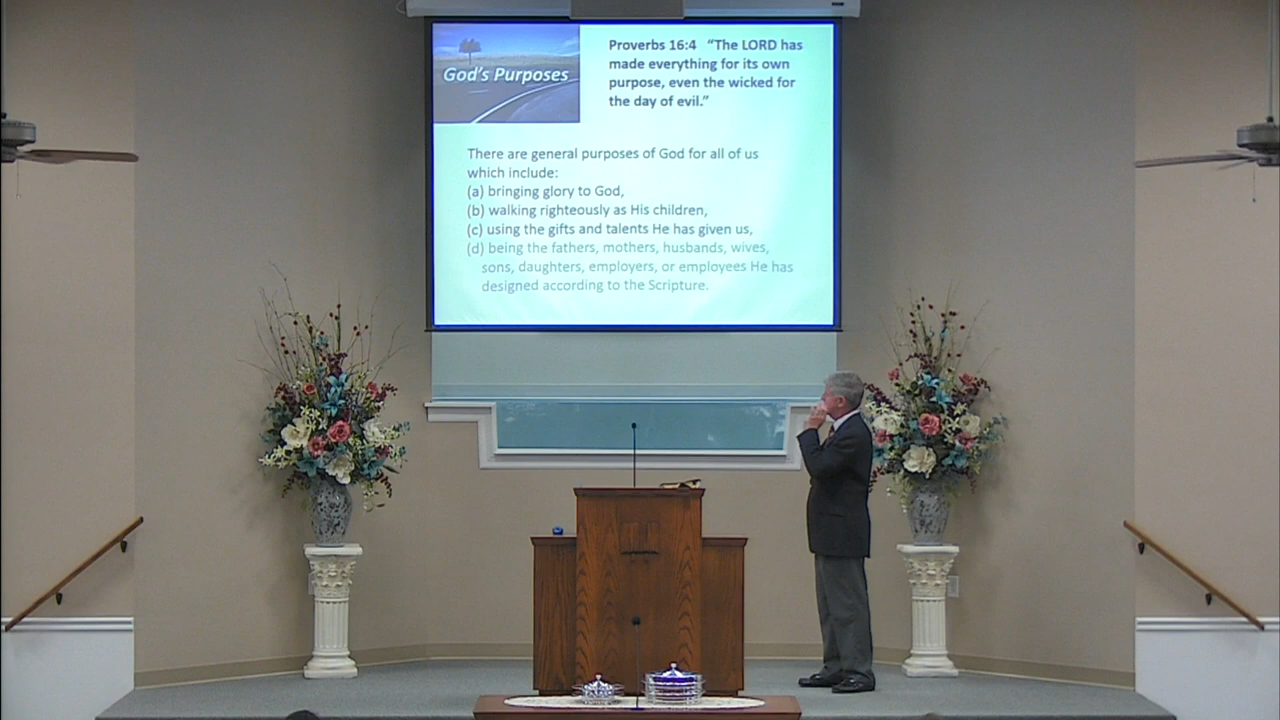 God's Purposes
Proverbs 16:4 “The LORD has
made everything for its own
purpose, even the wicked for
the day of evil.”
There are general purposes of God for all of us
which include:
(a) bringing glory to God,
(b) walking righteously as His children,
(c) using the gifts and talents He has given us,
(d) being the fathers, mothers, husbands, wives,
sons, daughters, employers, or employees He has
designed according to the Scripture.